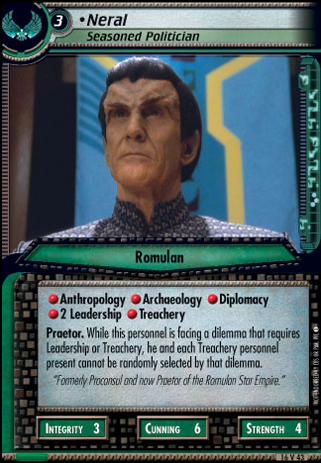 3 •Neral
Seasoned Politician
Romulan
•Anthropology •Archaeology •Diplomacy
•2 Leadership •Treachery
Praetor. While this personnel is facing a dilemma that requires
Leadership or Treachery, he and each Treachery personnel
present cannot be randomly selected by that dilemma.
"Formerly Proconsul and now Praetor of the Romulan Star Empire."
INTEGRITY 3 CUNNING 6 STRENGTH 4
14 V 43